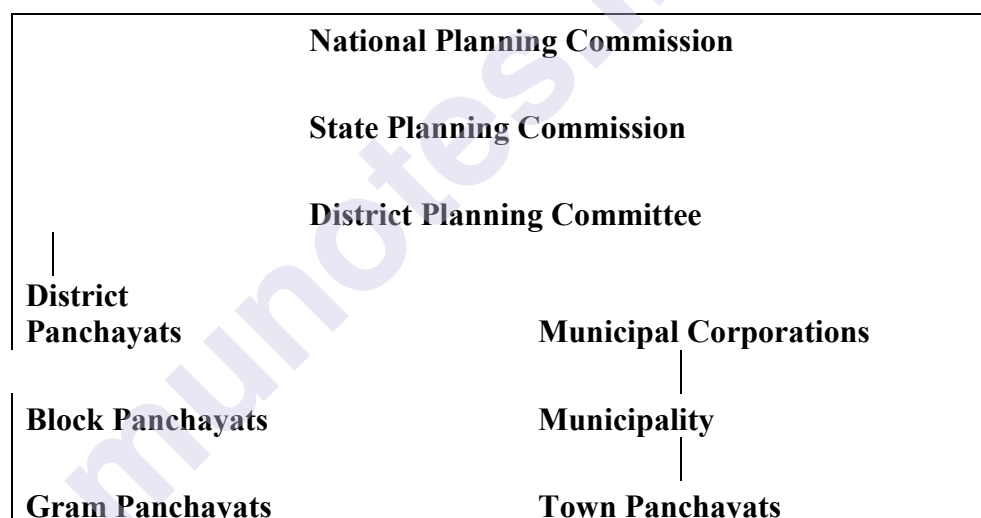 National Planning Commission
State Planning Commission
District Planning Committee
District
Panchayats
Municipal Corporations
Block Panchayats
Municipality
Gram Panchayats
Town Panchayats